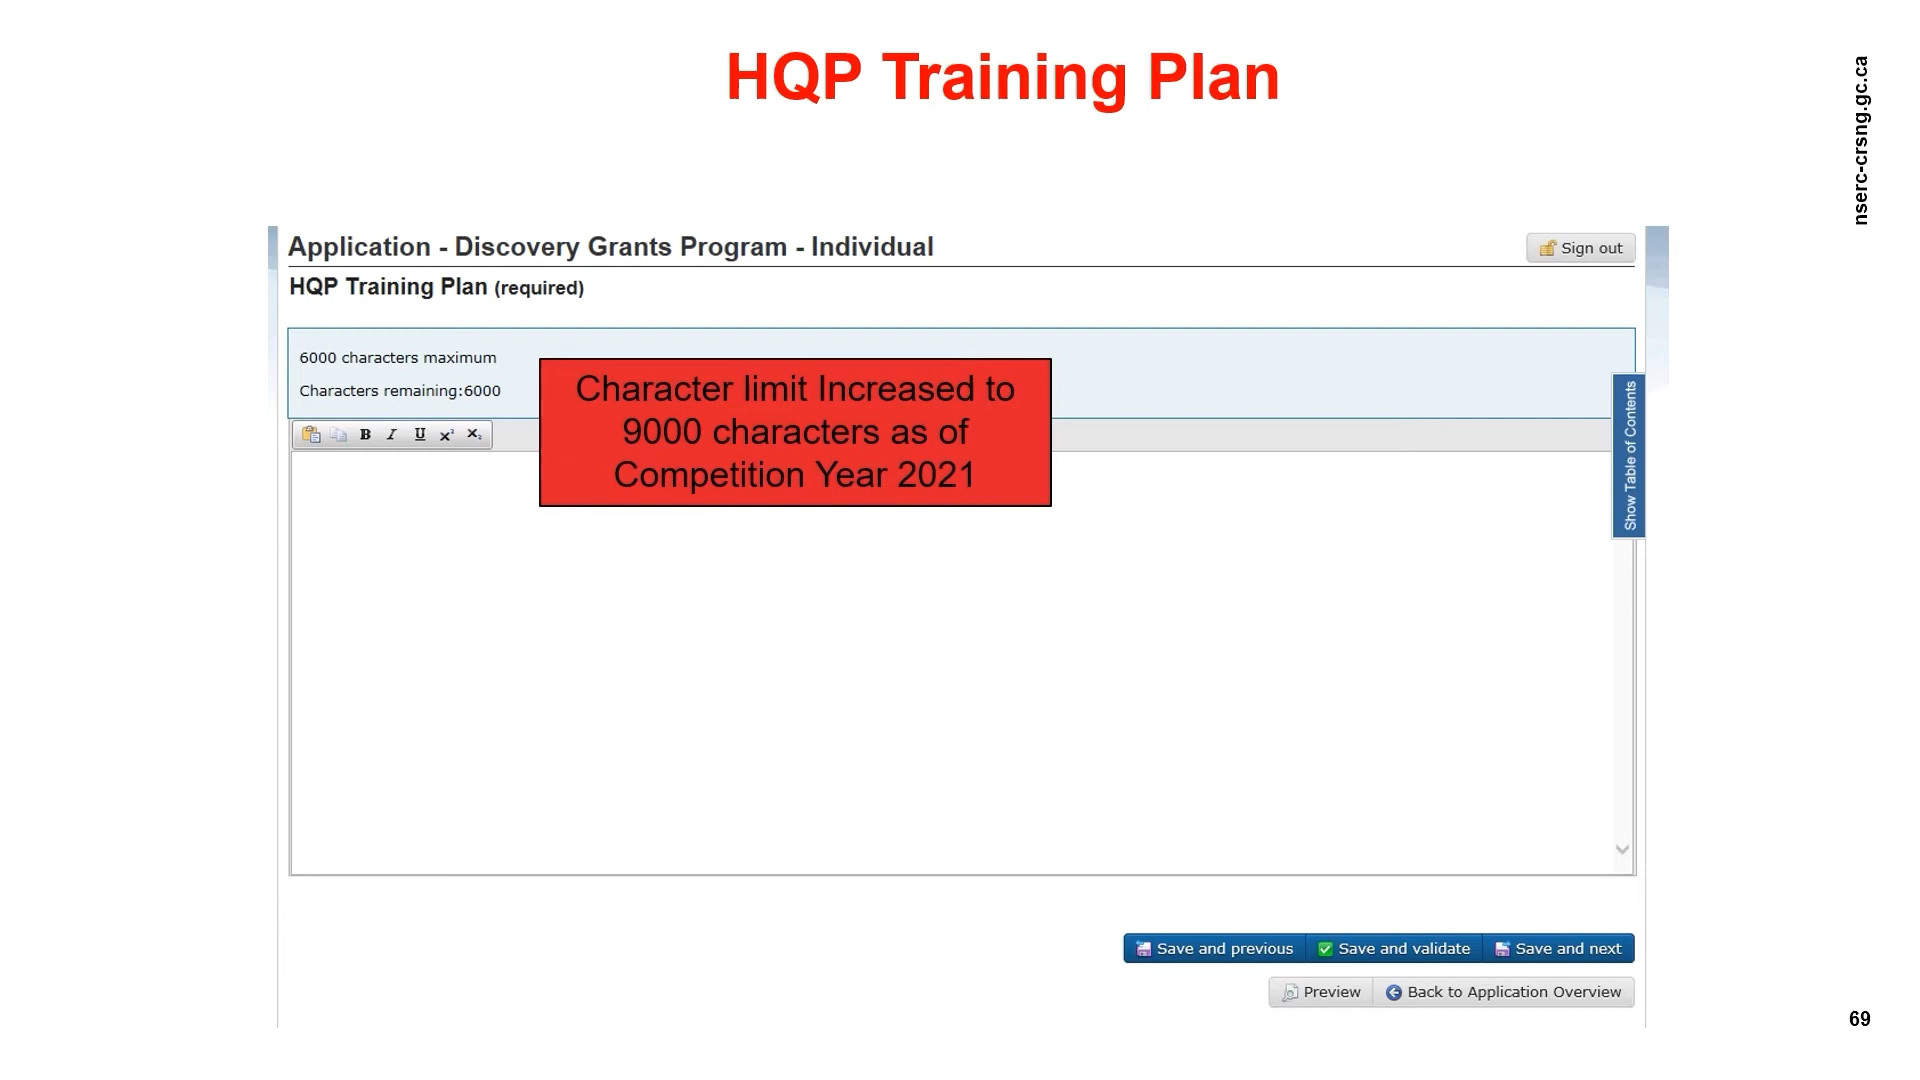 HQP Training Plan
nserc-crsng.gc.ca
Application - Discovery Grants Program - Individual
Sign out
HQP Training Plan (required)
6000 characters maximum
Characters remaining:6000
Character limit Increased to
9000 characters as of
Competition Year 2021
B I U x² x₂
Show Table of Contents
Save and previous
Save and validate
Save and next
Preview
Back to Application Overview
69